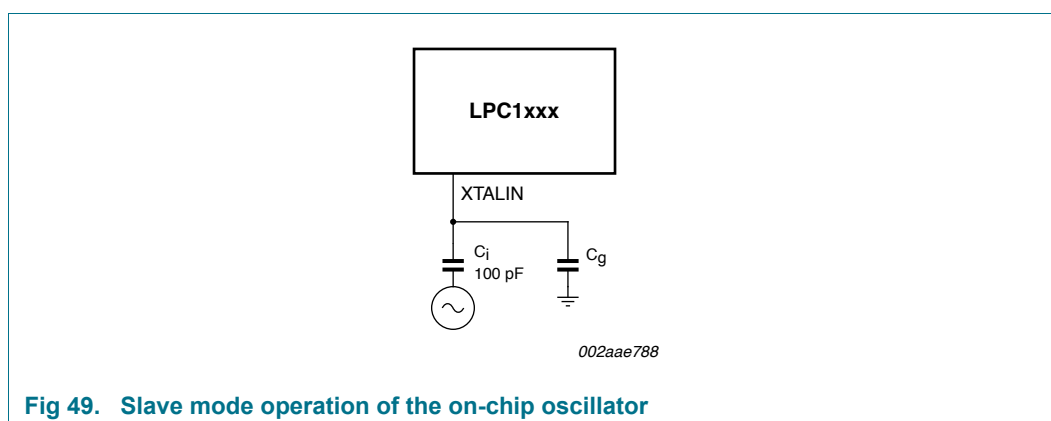 LPC1xxx
XTALIN
Ci
100 pF
Cg
002aae788
Fig 49. Slave mode operation of the on-chip oscillator